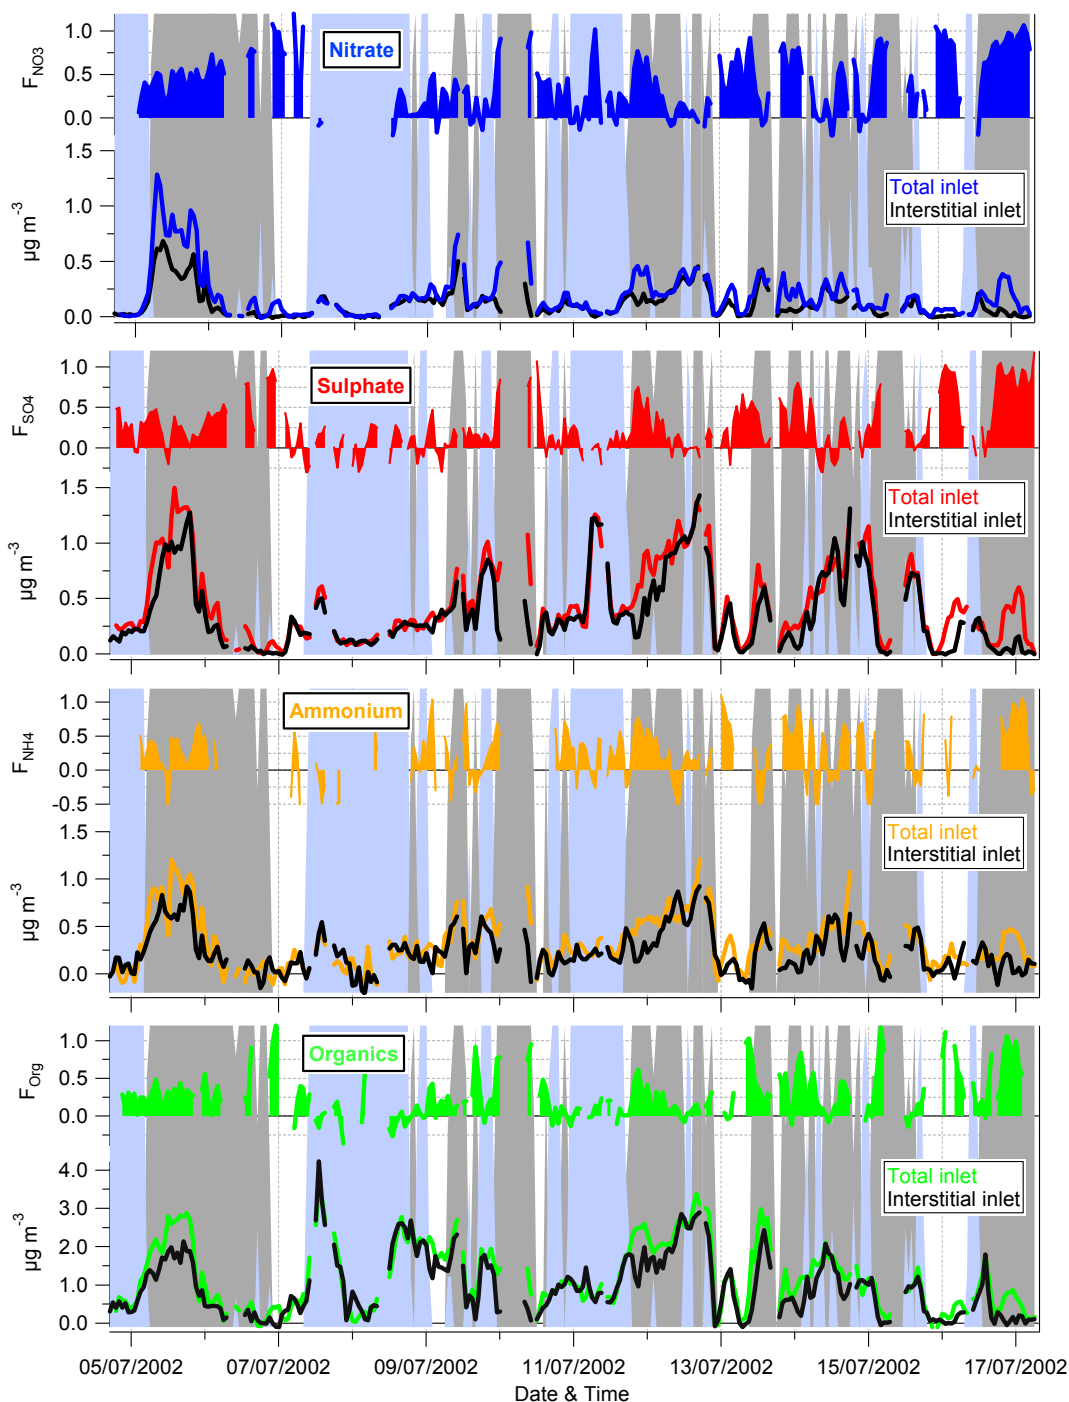 Nitrate
F_NO3
1.0
0.5
0.0
1.5
1.0
0.5
0.0
µg m⁻³
Total inlet
Interstitial inlet
Sulphate
F_SO4
1.0
0.5
0.0
1.5
1.0
0.5
0.0
µg m⁻³
Total inlet
Interstitial inlet
Ammonium
F_NH4
1.0
0.5
0.0
-0.5
1.5
1.0
0.5
0.0
µg m⁻³
Total inlet
Interstitial inlet
Organics
F_Org
1.0
0.5
0.0
4.0
3.0
2.0
1.0
0.0
µg m⁻³
Total inlet
Interstitial inlet
05/07/2002 07/07/2002 09/07/2002 11/07/2002 13/07/2002 15/07/2002 17/07/2002
Date & Time